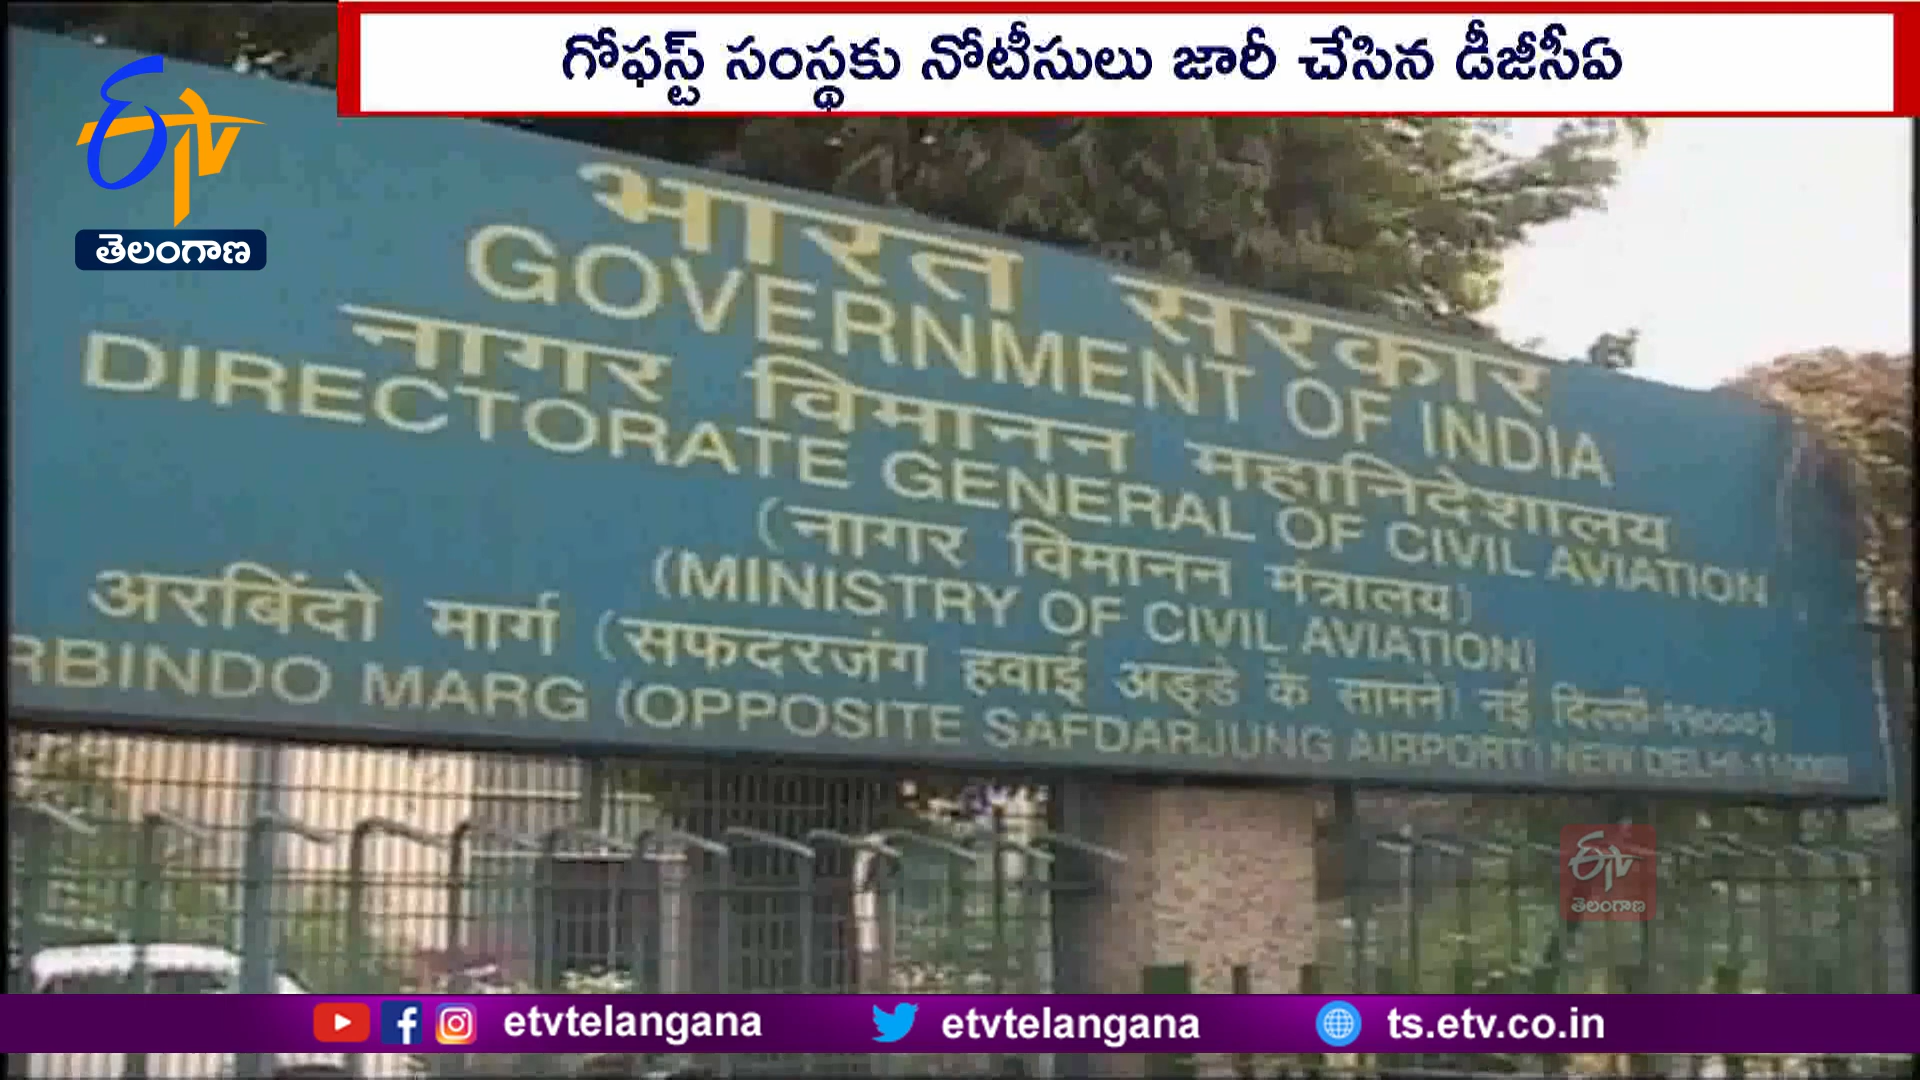 గోఫస్ట్ సంస్థకు నోటీసులు జారీ చేసిన డీజీసీఏ
ETV
తెలంగాణ
भारत सरकार
GOVERNMENT OF INDIA
नागर विमानन महानिदेशालय
DIRECTORATE GENERAL OF CIVIL AVIATION
(नागर विमानन मंत्रालय)
(MINISTRY OF CIVIL AVIATION)
अरबिंदो मार्ग (सफदरजंग हवाई अड्डे के सामने) नई दिल्ली
RBINDO MARG (OPPOSITE SAFDARJUNG AIRPORT) NEW DELHI
ETV
తెలంగాణ
etvtelangana etvtelangana ts.etv.co.in